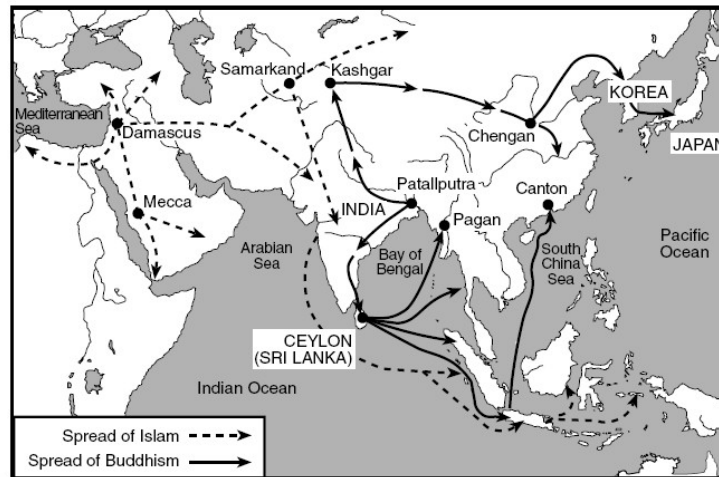 Samarkand
Kashgar
KOREA
Mediterranean
Sea
Damascus
Chengan
JAPAN
Patallputra
Canton
Mecca
INDIA
Pagan
Arabian
Sea
Bay of
Bengal
South
China
Sea
Pacific
Ocean
CEYLON
(SRI LANKA)
Indian Ocean
Spread of Islam
Spread of Buddhism